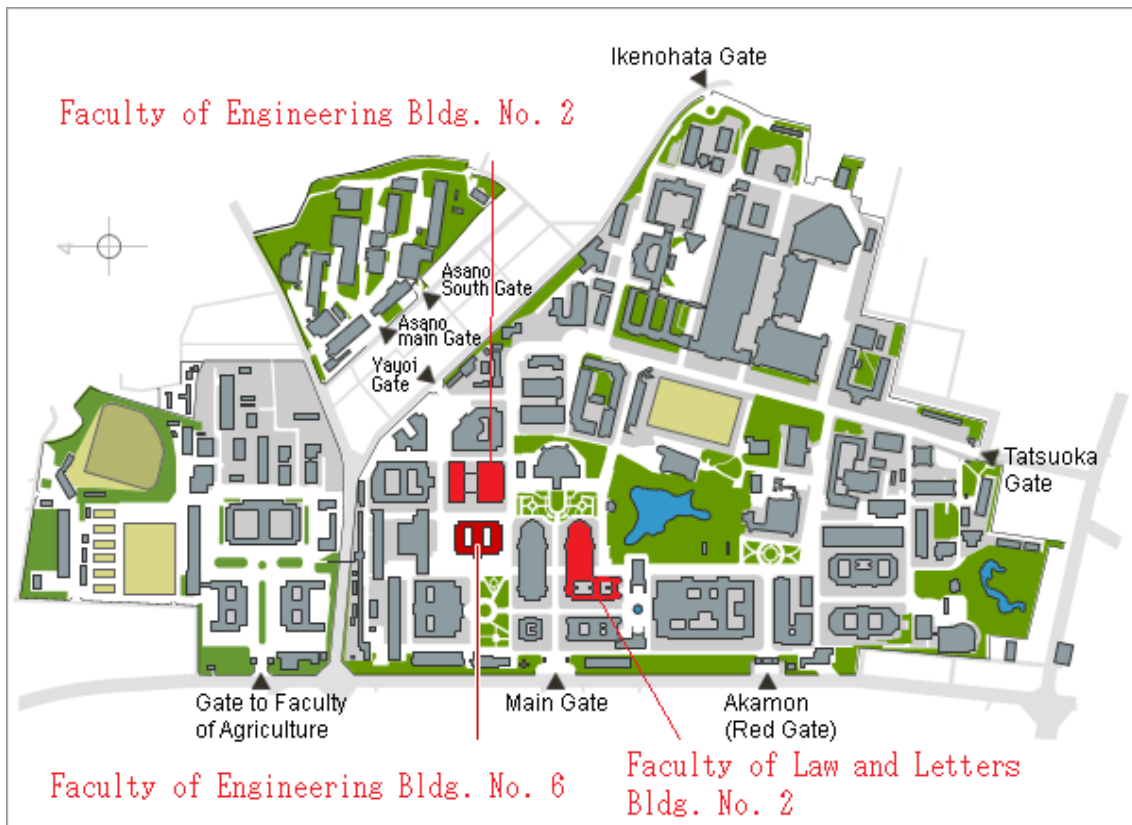 Ikenohata Gate
Faculty of Engineering Bldg. No. 2
4
Asano
South Gate
Asano
main Gate
Yayoi
Gate
Tatsuoka
Gate
Gate to Faculty
of Agriculture
Main Gate
Akamon
(Red Gate)
Faculty of Engineering Bldg. No. 6
Faculty of Law and Letters
Bldg. No. 2